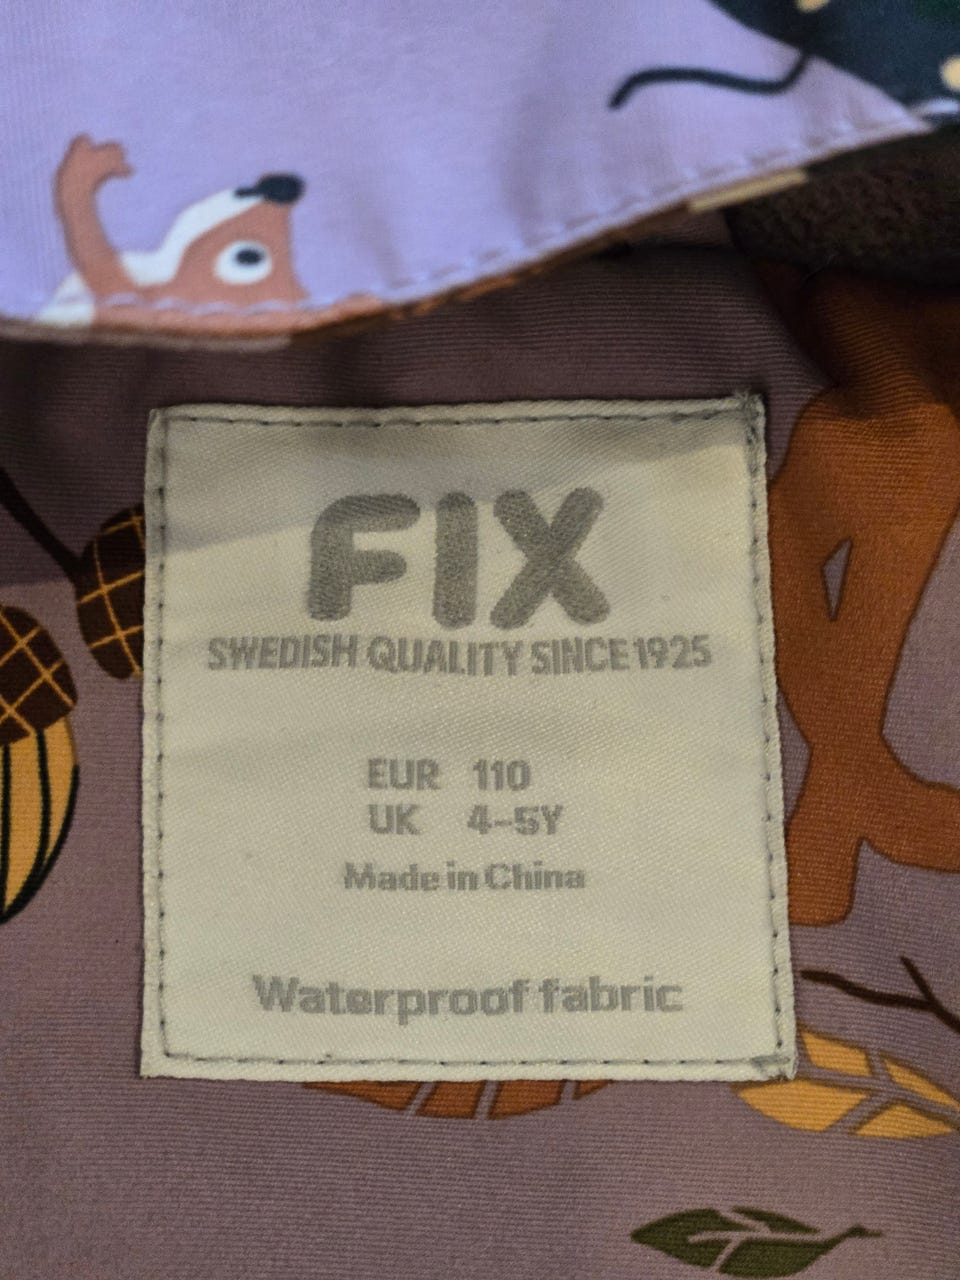 FIX
SWEDISH QUALITY SINCE 1925
EUR 110
UK 4-5Y
Made in China
Waterproof fabric